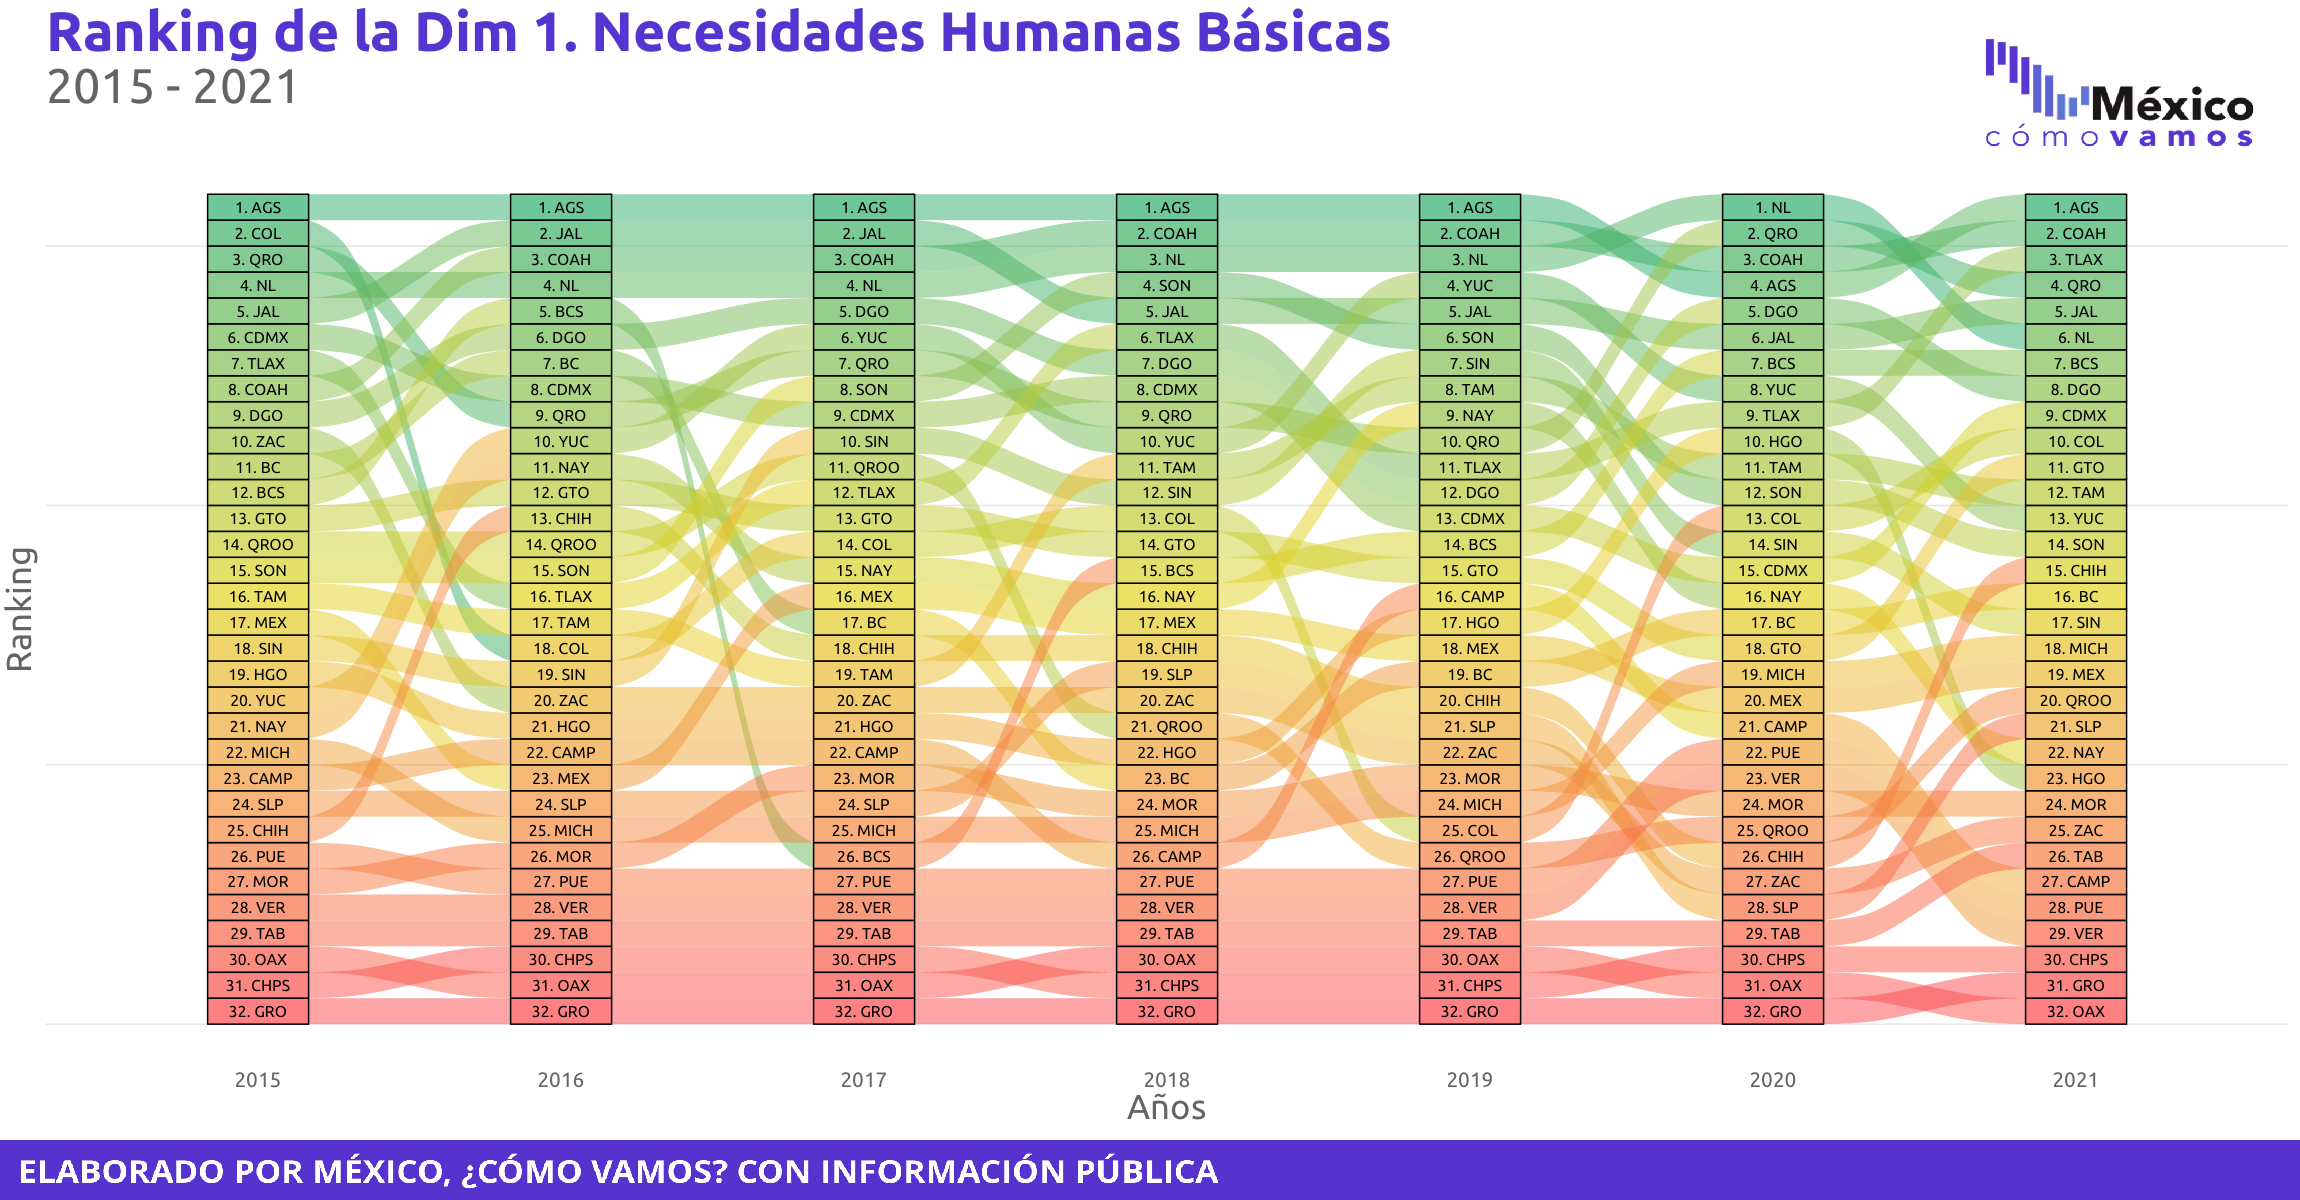 Ranking de la Dim 1. Necesidades Humanas Básicas
2015 - 2021
México
cómovamos
Ranking
1. AGS 1. AGS 1. AGS 1. AGS 1. AGS 1. NL 1. AGS
2. COL 2. JAL 2. JAL 2. COAH 2. COAH 2. QRO 2. COAH
3. QRO 3. COAH 3. COAH 3. NL 3. NL 3. COAH 3. TLAX
4. NL 4. NL 4. NL 4. SON 4. YUC 4. AGS 4. QRO
5. JAL 5. BCS 5. DGO 5. JAL 5. JAL 5. DGO 5. JAL
6. CDMX 6. DGO 6. YUC 6. TLAX 6. SON 6. JAL 6. NL
7. TLAX 7. BC 7. QRO 7. DGO 7. SIN 7. BCS 7. BCS
8. COAH 8. CDMX 8. SON 8. CDMX 8. TAM 8. YUC 8. DGO
9. DGO 9. QRO 9. CDMX 9. QRO 9. NAY 9. TLAX 9. CDMX
10. ZAC 10. YUC 10. SIN 10. YUC 10. QRO 10. HGO 10. COL
11. BC 11. NAY 11. QROO 11. TAM 11. TLAX 11. TAM 11. GTO
12. BCS 12. GTO 12. TLAX 12. SIN 12. DGO 12. SON 12. TAM
13. GTO 13. CHIH 13. GTO 13. COL 13. CDMX 13. COL 13. YUC
14. QROO 14. QROO 14. COL 14. GTO 14. BCS 14. SIN 14. SON
15. SON 15. SON 15. NAY 15. BCS 15. GTO 15. CDMX 15. CHIH
16. TAM 16. TLAX 16. MEX 16. NAY 16. CAMP 16. NAY 16. BC
17. MEX 17. TAM 17. BC 17. MEX 17. HGO 17. BC 17. SIN
18. SIN 18. COL 18. CHIH 18. CHIH 18. MEX 18. GTO 18. MICH
19. HGO 19. SIN 19. TAM 19. SLP 19. BC 19. MICH 19. MEX
20. YUC 20. ZAC 20. ZAC 20. ZAC 20. CHIH 20. MEX 20. QROO
21. NAY 21. HGO 21. HGO 21. QROO 21. SLP 21. CAMP 21. SLP
22. MICH 22. CAMP 22. CAMP 22. HGO 22. ZAC 22. PUE 22. NAY
23. CAMP 23. MEX 23. MOR 23. BC 23. MOR 23. VER 23. HGO
24. SLP 24. SLP 24. SLP 24. MOR 24. MICH 24. MOR 24. MOR
25. CHIH 25. MICH 25. MICH 25. MICH 25. COL 25. QROO 25. ZAC
26. PUE 26. MOR 26. BCS 26. CAMP 26. QROO 26. CHIH 26. TAB
27. MOR 27. PUE 27. PUE 27. PUE 27. PUE 27. ZAC 27. CAMP
28. VER 28. VER 28. VER 28. VER 28. VER 28. SLP 28. PUE
29. TAB 29. TAB 29. TAB 29. TAB 29. TAB 29. TAB 29. VER
30. OAX 30. CHPS 30. CHPS 30. OAX 30. OAX 30. CHPS 30. CHPS
31. CHPS 31. OAX 31. OAX 31. CHPS 31. CHPS 31. OAX 31. GRO
32. GRO 32. GRO 32. GRO 32. GRO 32. GRO 32. GRO 32. OAX
2015 2016 2017 2018 2019 2020 2021
Años
ELABORADO POR MÉXICO, ¿CÓMO VAMOS? CON INFORMACIÓN PÚBLICA